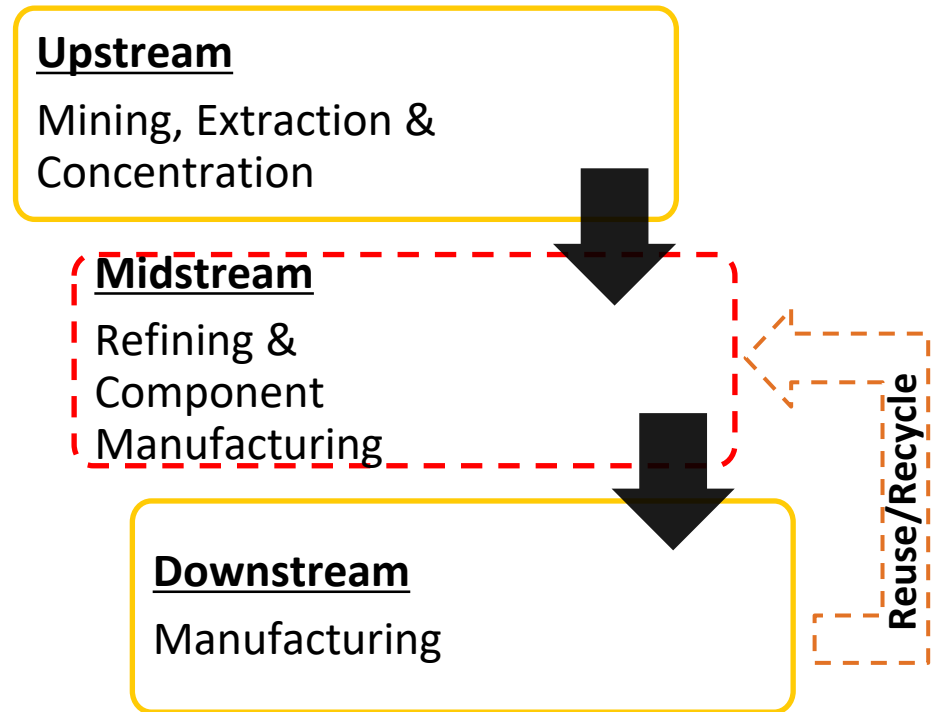 Upstream
Mining, Extraction &
Concentration
Midstream
Refining &
Component
Manufacturing
Reuse/Recycle
Downstream
Manufacturing